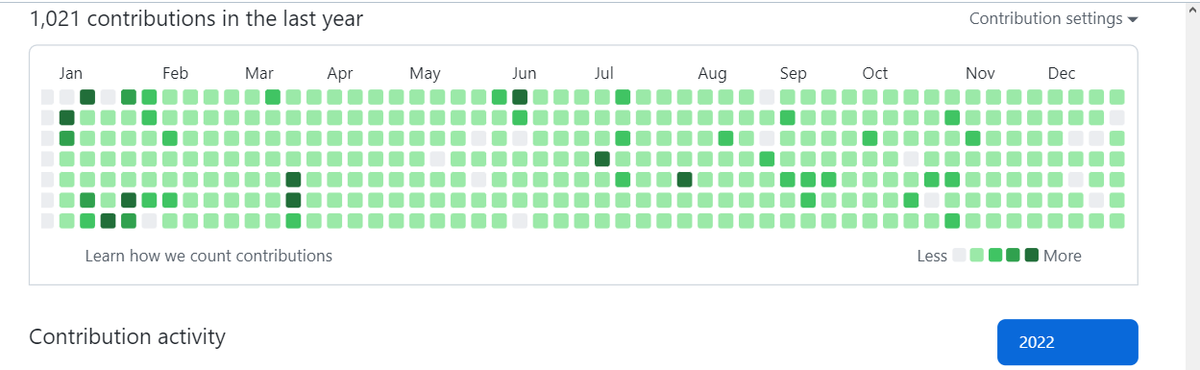 1,021 contributions in the last year
Contribution settings
Jan Feb Mar Apr May Jun Jul Aug Sep Oct Nov Dec
Learn how we count contributions
Less More
Contribution activity
2022